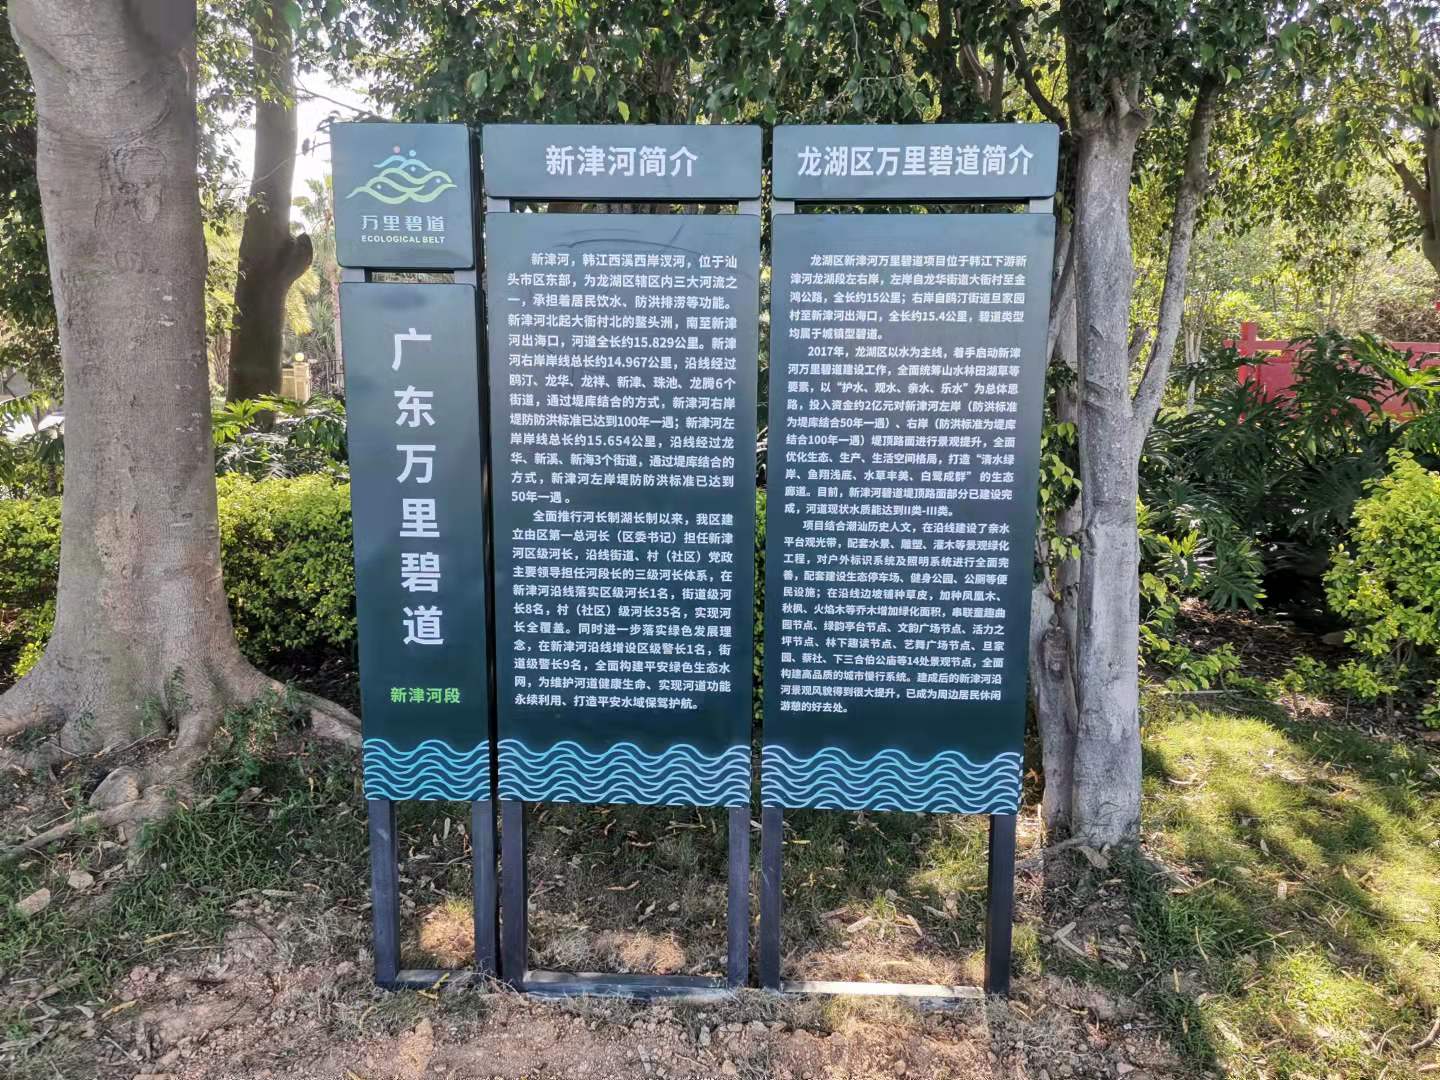 万里碧道
ECOLOGICAL BELT
广东万里碧道
新津河段
新津河简介
新津河，韩江西溪西岸汊河，位于汕
头市区东部，为龙湖区辖区内三大河流之
一，承担着居民饮水、防洪排涝等功能。
新津河北起大衙村北的鳌头洲，南至新津
河出海口，河道全长约15.829公里。新津
河右岸岸线总长约14.967公里，沿线经过
鸥汀、龙华、龙祥、新津、珠池、龙腾6个
街道，通过堤库结合的方式，新津河右岸
堤防防洪标准已达到100年一遇；新津河左
岸岸线总长约15.654公里，沿线经过龙
华、新溪、新海3个街道，通过堤库结合的
方式，新津河左岸堤防防洪标准已达到
50年一遇。
全面推行河长制湖长制以来，我区建
立由区第一总河长（区委书记）担任新津
河区级河长，沿线街道、村（社区）党政
主要领导担任河段长的三级河长体系，在
新津河沿线落实区级河长1名，街道级河
长8名，村（社区）级河长35名，实现河
长全覆盖。同时进一步落实绿色发展理
念，在新津河沿线增设区级警长1名，街
道级警长9名，全面构建平安绿色生态水
网，为维护河道健康生命、实现河道功能
永续利用、打造平安水域保驾护航。
龙湖区万里碧道简介
龙湖区新津河万里碧道项目位于韩江下游新
津河龙湖段左右岸，左岸自龙华街道大衙村至金
鸿公路，全长约15公里；右岸自鸥汀街道旦家园
村至新津河出海口，全长约15.4公里，碧道类型
均属于城镇型碧道。
2017年，龙湖区以水为主线，着手启动新津
河万里碧道建设工作，全面统筹山水林田湖草等
要素，以“护水、观水、亲水、乐水”为总体思
路，投入资金约2亿元对新津河左岸（防洪标准
为堤库结合50年一遇）、右岸（防洪标准为堤库
结合100年一遇）堤顶路面进行景观提升，全面
优化生态、生产、生活空间格局，打造“清水绿
岸、鱼翔浅底、水草丰美、白鹭成群”的生态
廊道。目前，新津河碧道堤顶路面部分已建设完
成，河道现状水质能达到II类-III类。
项目结合潮汕历史人文，在沿线建设了亲水
平台观光带，配套水景、雕塑、灌木等景观绿化
工程，对户外标识系统及照明系统进行全面完
善，配套建设生态停车场、健身公园、公厕等便
民设施；在沿线边坡铺种草皮，加种凤凰木、
秋枫、火焰木等乔木增加绿化面积，串联童趣曲
园节点、绿韵亭台节点、文韵广场节点、活力之
坪节点、林下趣读节点、艺舞广场节点、旦家
园、蔡社、下三合伯公庙等14处景观节点，全面
构建高品质的城市慢行系统。建成后的新津河沿
河景观风貌得到很大提升，已成为周边居民休闲
游憩的好去处。